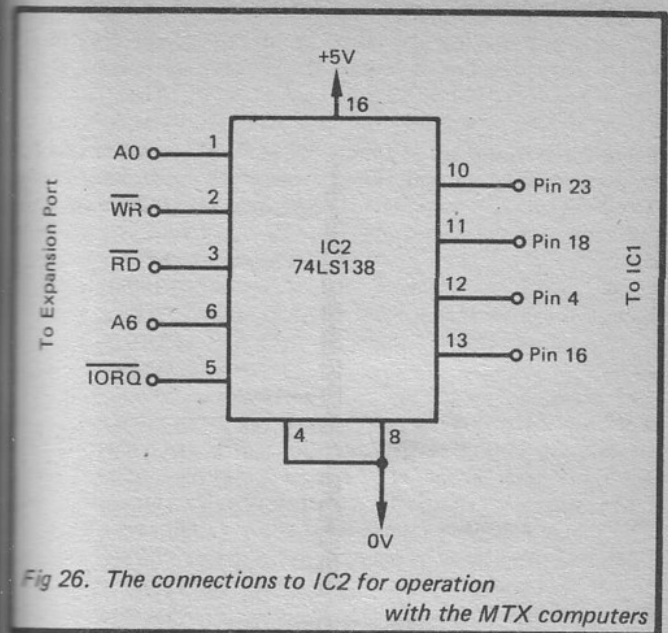 +5V
16
A0
1
WR
2
RD
3
A6
6
IORQ
5
IC2
74LS138
10
Pin 23
11
Pin 18
12
Pin 4
13
Pin 16
4
8
0V
To Expansion Port
To IC1
Fig 26. The connections to IC2 for operation
with the MTX computers